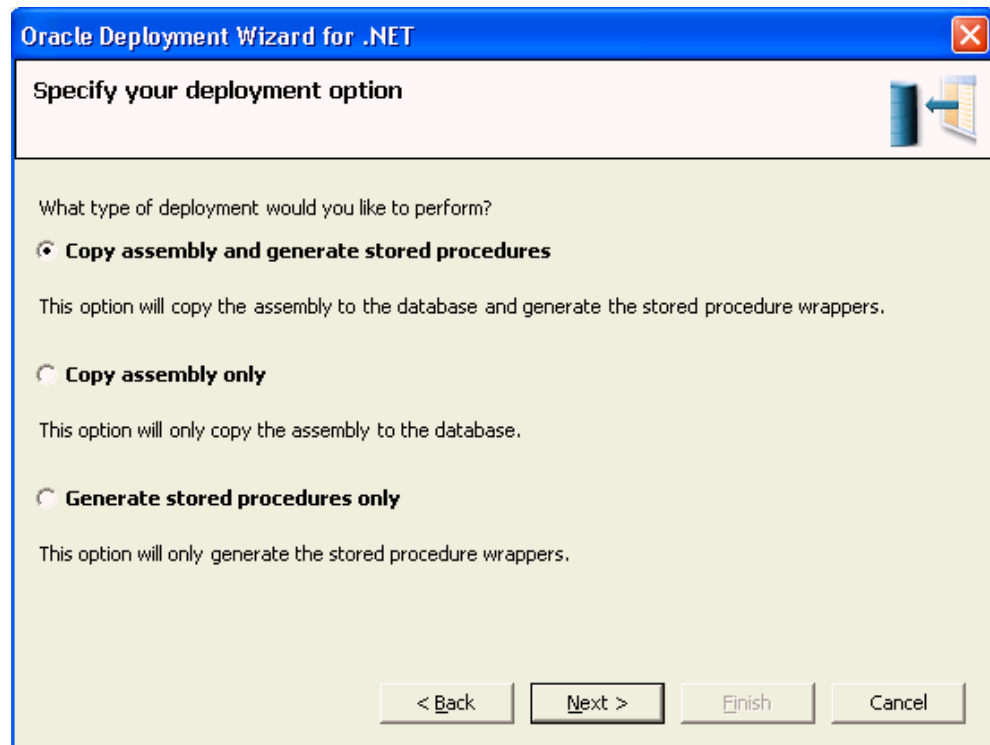 Oracle Deployment Wizard for .NET
Specify your deployment option
What type of deployment would you like to perform?
Copy assembly and generate stored procedures
This option will copy the assembly to the database and generate the stored procedure wrappers.
Copy assembly only
This option will only copy the assembly to the database.
Generate stored procedures only
This option will only generate the stored procedure wrappers.
< Back Next > Finish Cancel